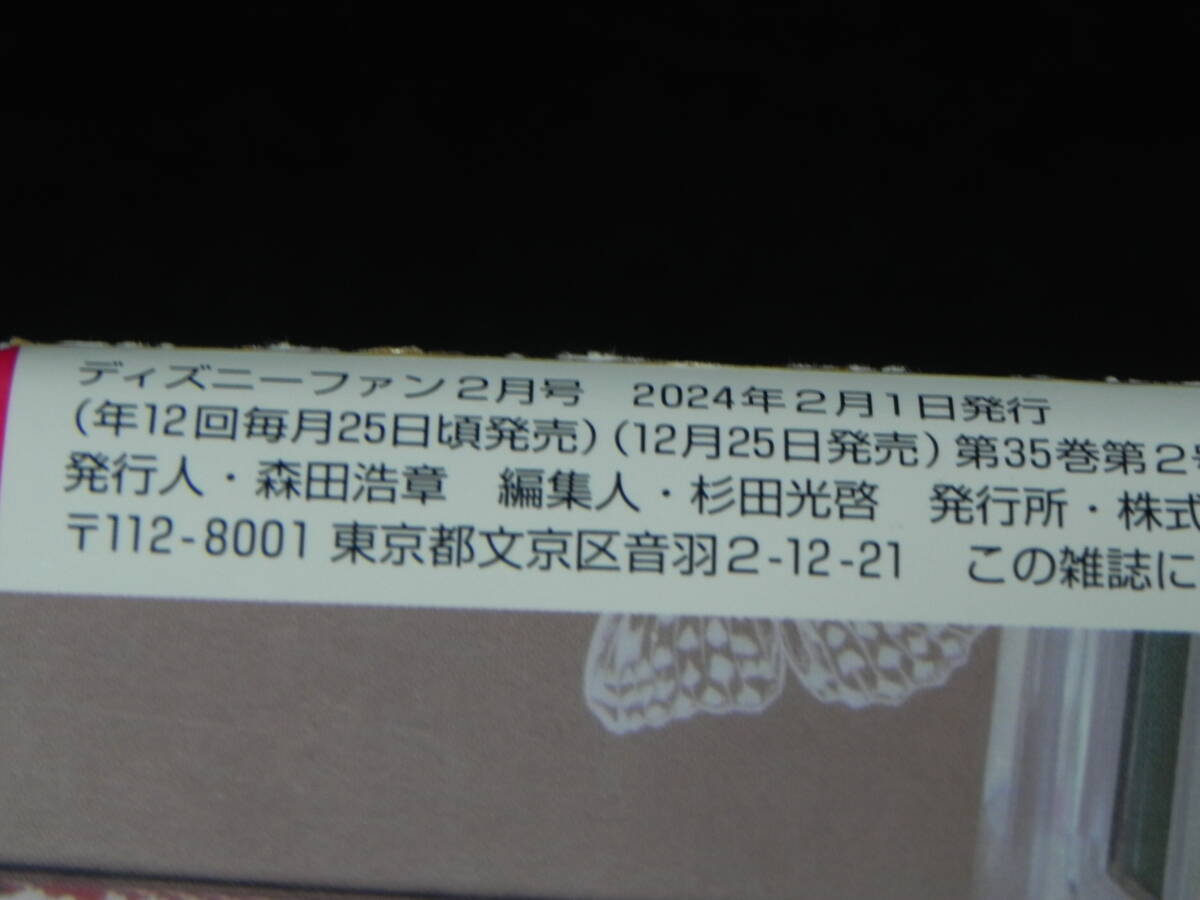 ディズニーファン2月号　2024年2月1日発行
(年12回毎月25日頃発売)(12月25日発売)第35巻第2号
発行人・森田浩章　編集人・杉田光啓　発行所・株式
〒112-8001 東京都文京区音羽2-12-21　この雑誌に